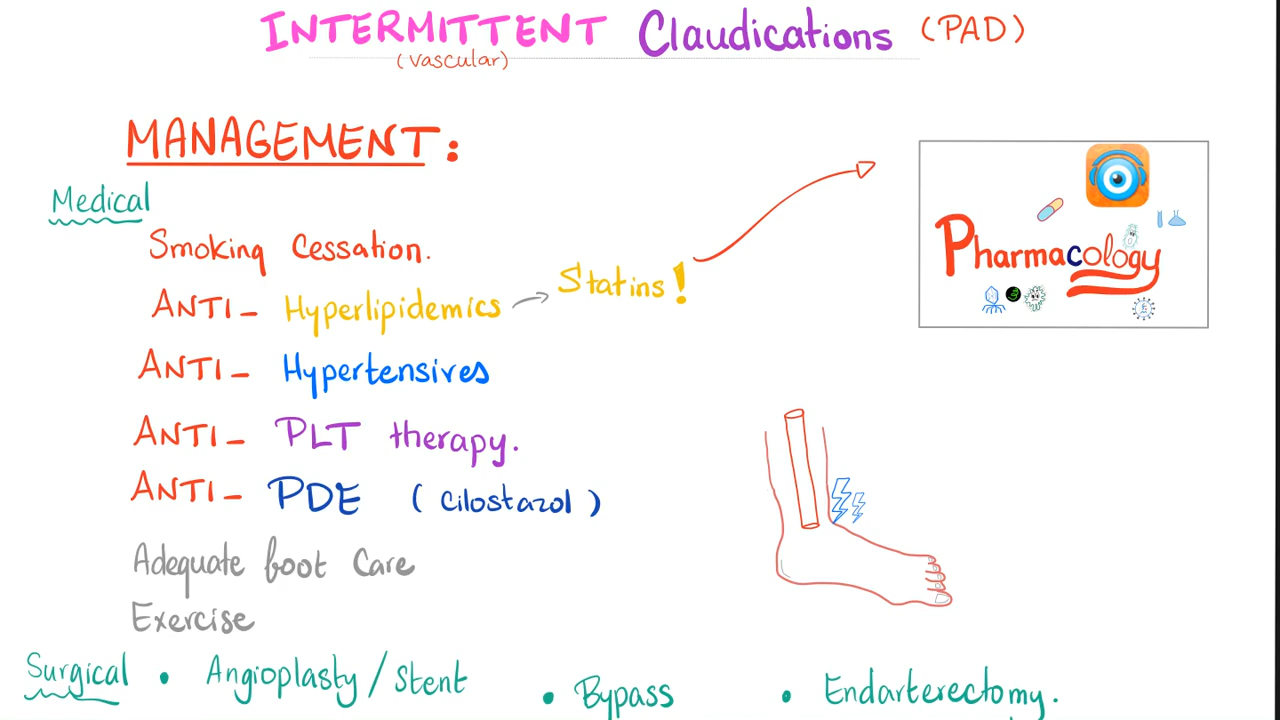 INTERMITTENT Claudications (PAD)
(vascular)
MANAGEMENT:
Medical
Smoking Cessation.
ANTI- Hyperlipidemics Statins!
ANTI- Hypertensives
ANTI- PLT therapy.
ANTI- PDE (Cilostazol)
Adequate foot Care
Exercise
Pharmacology
Surgical • Angioplasty/Stent • Bypass • Endarterectomy.